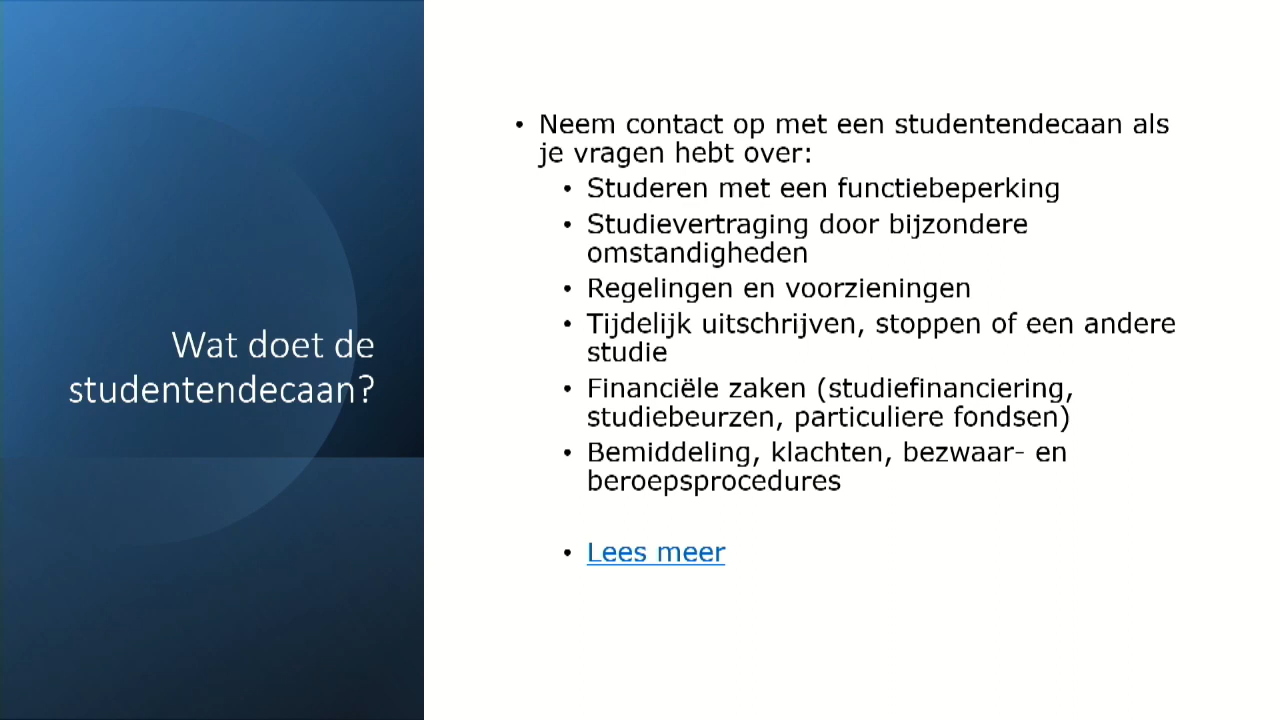 Wat doet de
studentendecaan?
• Neem contact op met een studentendecaan als
je vragen hebt over:
• Studeren met een functiebeperking
• Studievertraging door bijzondere
omstandigheden
• Regelingen en voorzieningen
• Tijdelijk uitschrijven, stoppen of een andere
studie
• Financiële zaken (studiefinanciering,
studiebeurzen, particuliere fondsen)
• Bemiddeling, klachten, bezwaar- en
beroepsprocedures
• Lees meer